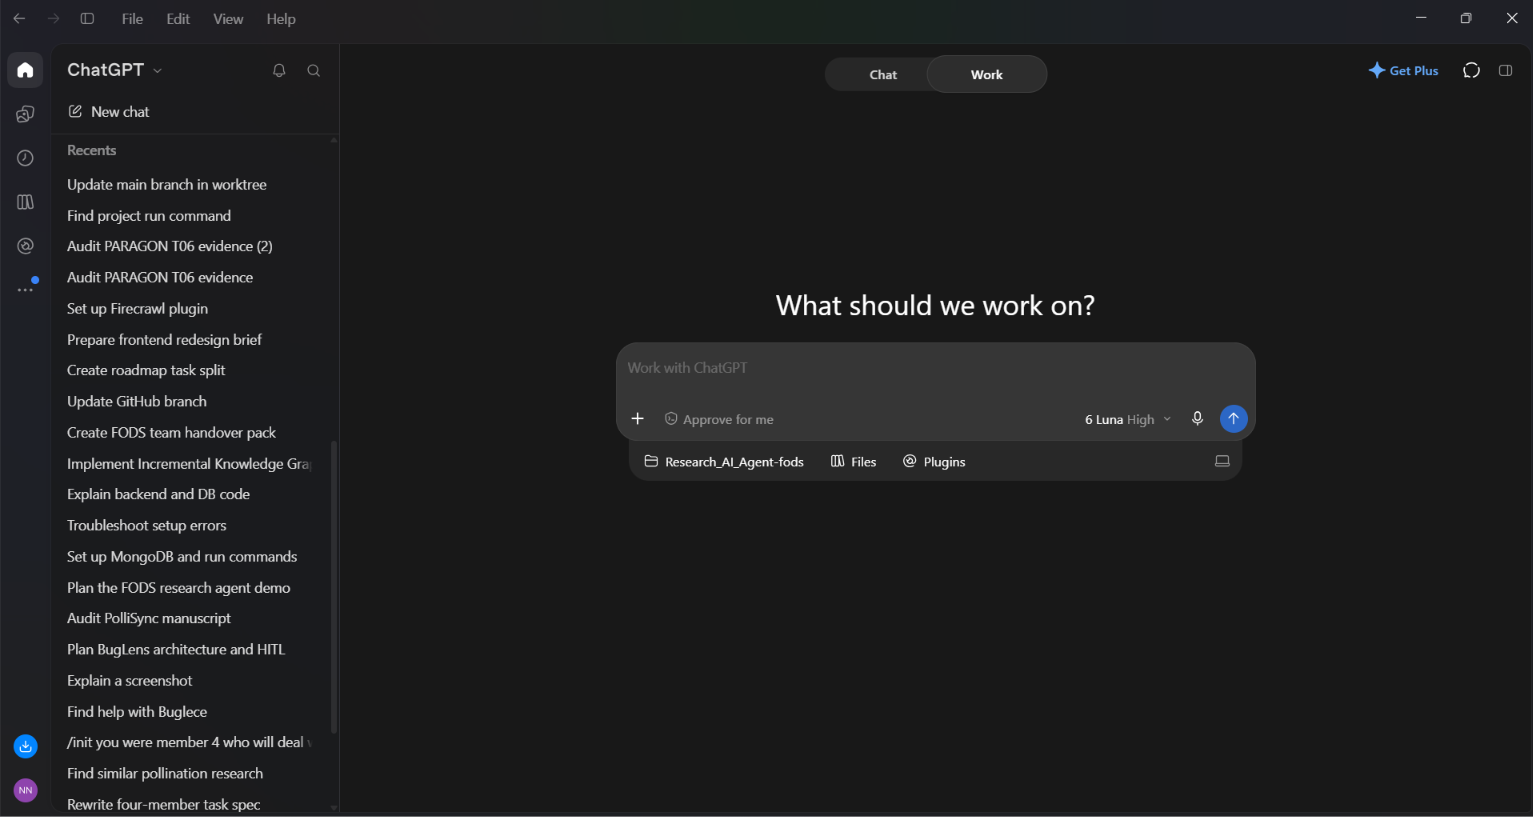 File Edit View Help
ChatGPT
New chat
Recents
Update main branch in worktree
Find project run command
Audit PARAGON T06 evidence (2)
Audit PARAGON T06 evidence
Set up Firecrawl plugin
Prepare frontend redesign brief
Create roadmap task split
Update GitHub branch
Create FODS team handover pack
Implement Incremental Knowledge Gra
Explain backend and DB code
Troubleshoot setup errors
Set up MongoDB and run commands
Plan the FODS research agent demo
Audit PolliSync manuscript
Plan BugLens architecture and HITL
Explain a screenshot
Find help with Buglece
/init you were member 4 who will deal
Find similar pollination research
Rewrite four-member task spec
NN
Chat Work
Get Plus
What should we work on?
Work with ChatGPT
Approve for me
6 Luna High
Research_AI_Agent-fods Files Plugins